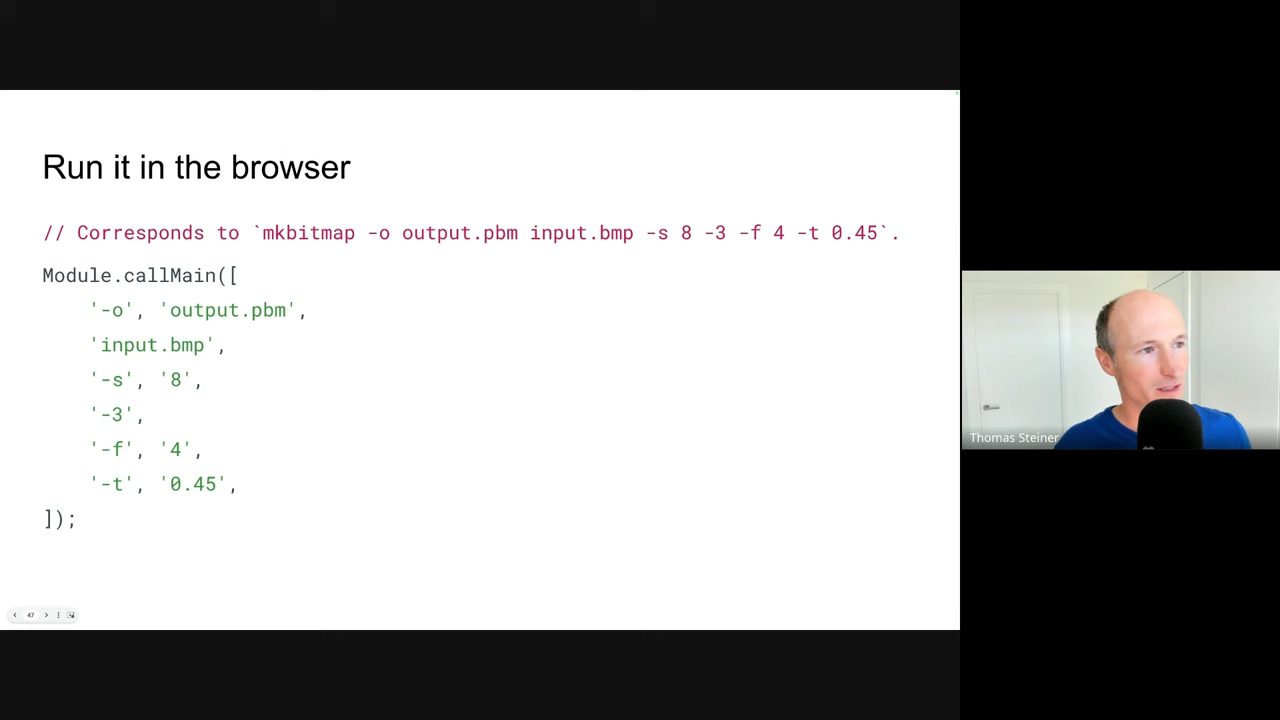 Run it in the browser
// Corresponds to `mkbitmap -o output.pbm input.bmp -s 8 -3 -f 4 -t 0.45`.
Module.callMain([
'-o', 'output.pbm',
'input.bmp',
'-s', '8',
'-3',
'-f', '4',
'-t', '0.45',
]);
47
Thomas Steiner